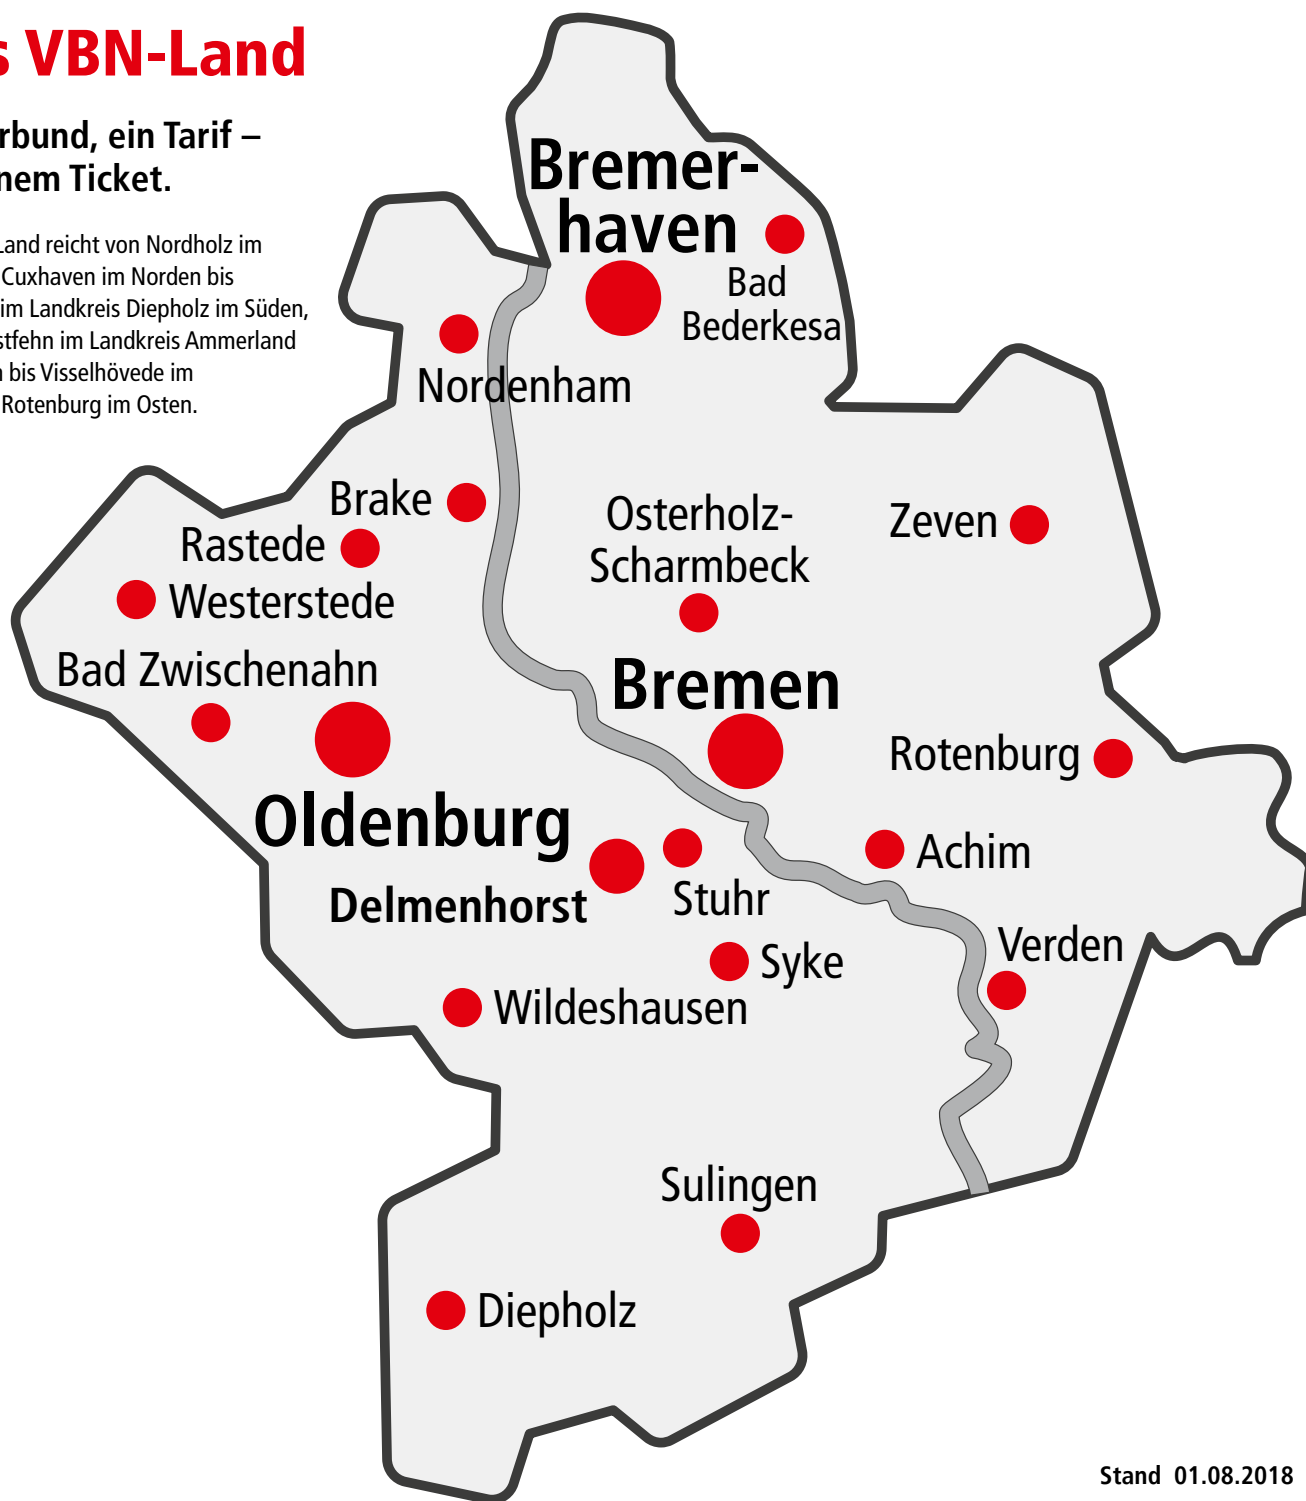 s VBN-Land
rbund, ein Tarif –
nem Ticket.
Land reicht von Nordholz im
Cuxhaven im Norden bis
im Landkreis Diepholz im Süden,
stfehn im Landkreis Ammerland
n bis Visselhövede im
Rotenburg im Osten.
Bremer-
haven
Bad
Bederkesa
Nordenham
Brake
Rastede
Westerstede
Bad Zwischenahn
Osterholz-
Scharmbeck
Zeven
Bremen
Rotenburg
Oldenburg
Delmenhorst
Stuhr
Achim
Syke
Verden
Wildeshausen
Sulingen
Diepholz
Stand 01.08.2018